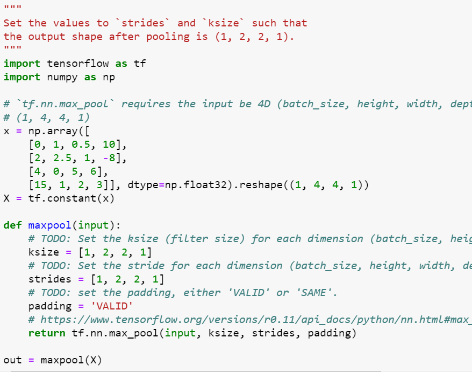 """
Set the values to `strides` and `ksize` such that
the output shape after pooling is (1, 2, 2, 1).
"""
import tensorflow as tf
import numpy as np

# `tf.nn.max_pool` requires the input be 4D (batch_size, height, width, dept
# (1, 4, 4, 1)
x = np.array([
    [0, 1, 0.5, 10],
    [2, 2.5, 1, -8],
    [4, 0, 5, 6],
    [15, 1, 2, 3]], dtype=np.float32).reshape((1, 4, 4, 1))
X = tf.constant(x)

def maxpool(input):
    # TODO: Set the ksize (filter size) for each dimension (batch_size, heig
    ksize = [1, 2, 2, 1]
    # TODO: Set the stride for each dimension (batch_size, height, width, de
    strides = [1, 2, 2, 1]
    # TODO: set the padding, either 'VALID' or 'SAME'.
    padding = 'VALID'
    # https://www.tensorflow.org/versions/r0.11/api_docs/python/nn.html#max_
    return tf.nn.max_pool(input, ksize, strides, padding)

out = maxpool(X)